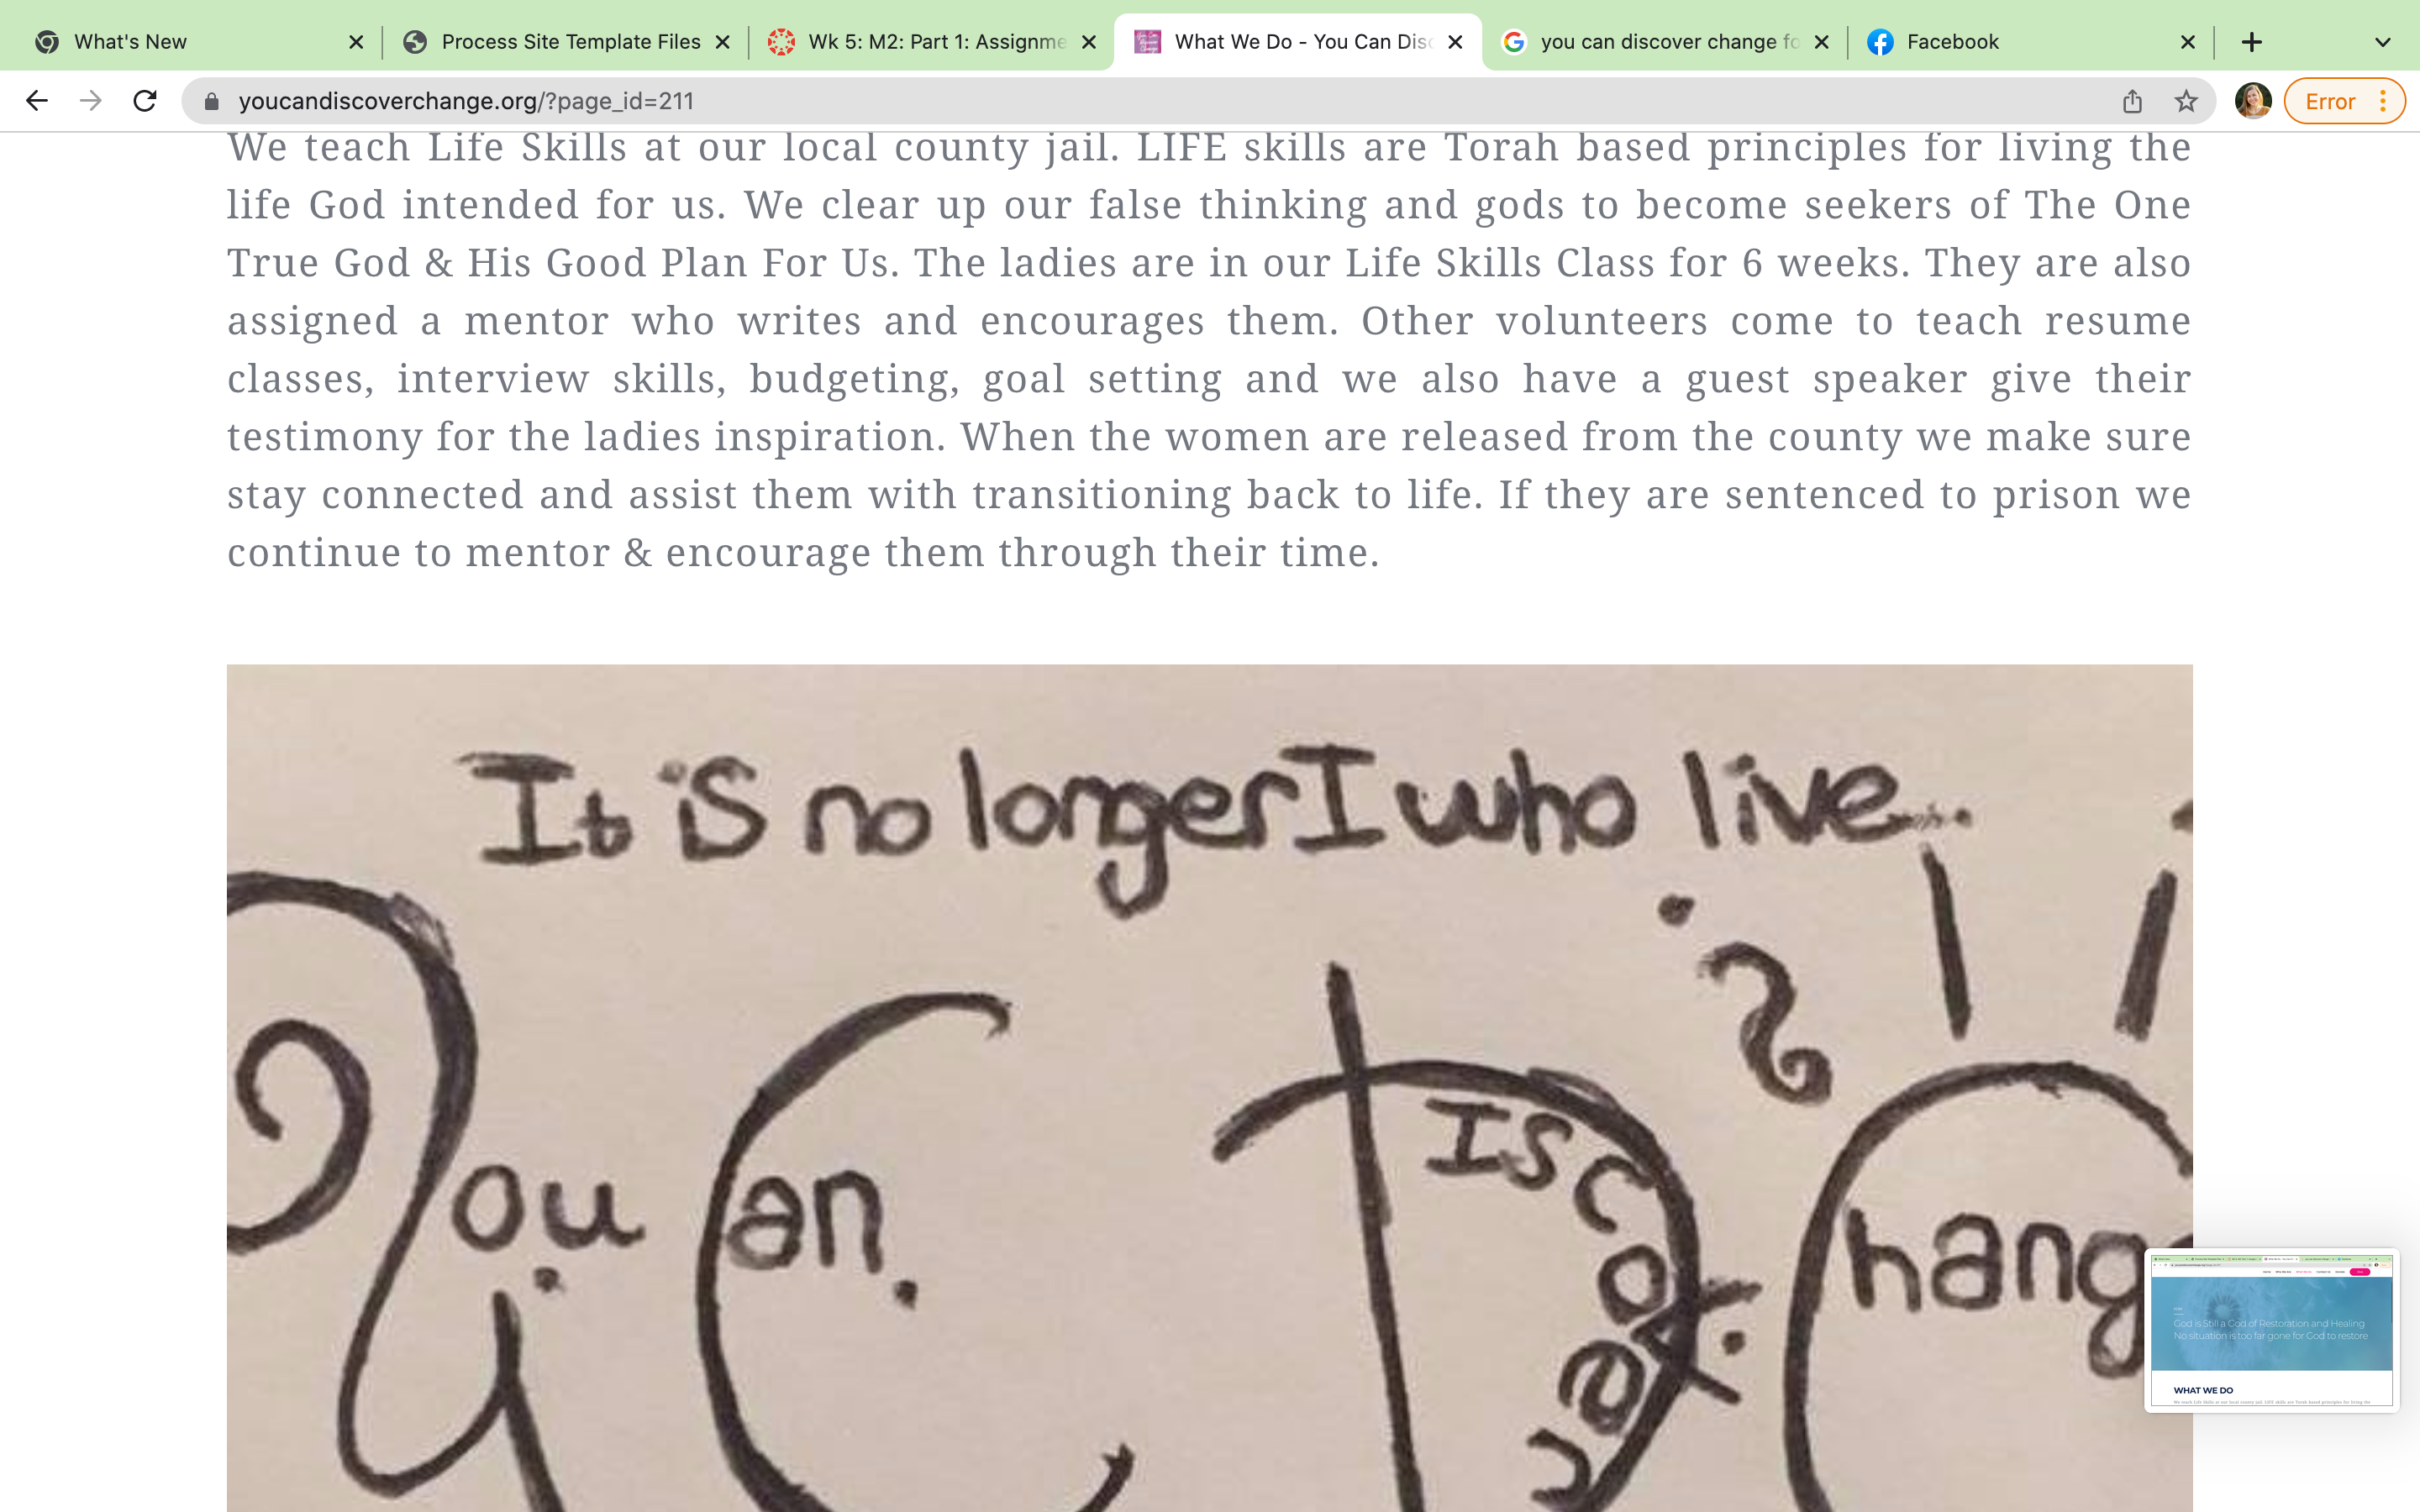 What's New
Process Site Template Files
Wk 5: M2: Part 1: Assignme
What We Do - You Can Disc
you can discover change fo
Facebook
youcandiscoverchange.org/?page_id=211
Error
We teach Life Skills at our local county jail. LIFE skills are Torah based principles for living the
life God intended for us. We clear up our false thinking and gods to become seekers of The One
True God & His Good Plan For Us. The ladies are in our Life Skills Class for 6 weeks. They are also
assigned a mentor who writes and encourages them. Other volunteers come to teach resume
classes, interview skills, budgeting, goal setting and we also have a guest speaker give their
testimony for the ladies inspiration. When the women are released from the county we make sure
stay connected and assist them with transitioning back to life. If they are sentenced to prison we
continue to mentor & encourage them through their time.
It is no longer I who live...
You Can Discover Chang
God is Still a God of Restoration and Healing
No situation is too far gone for God to restore
WHAT WE DO